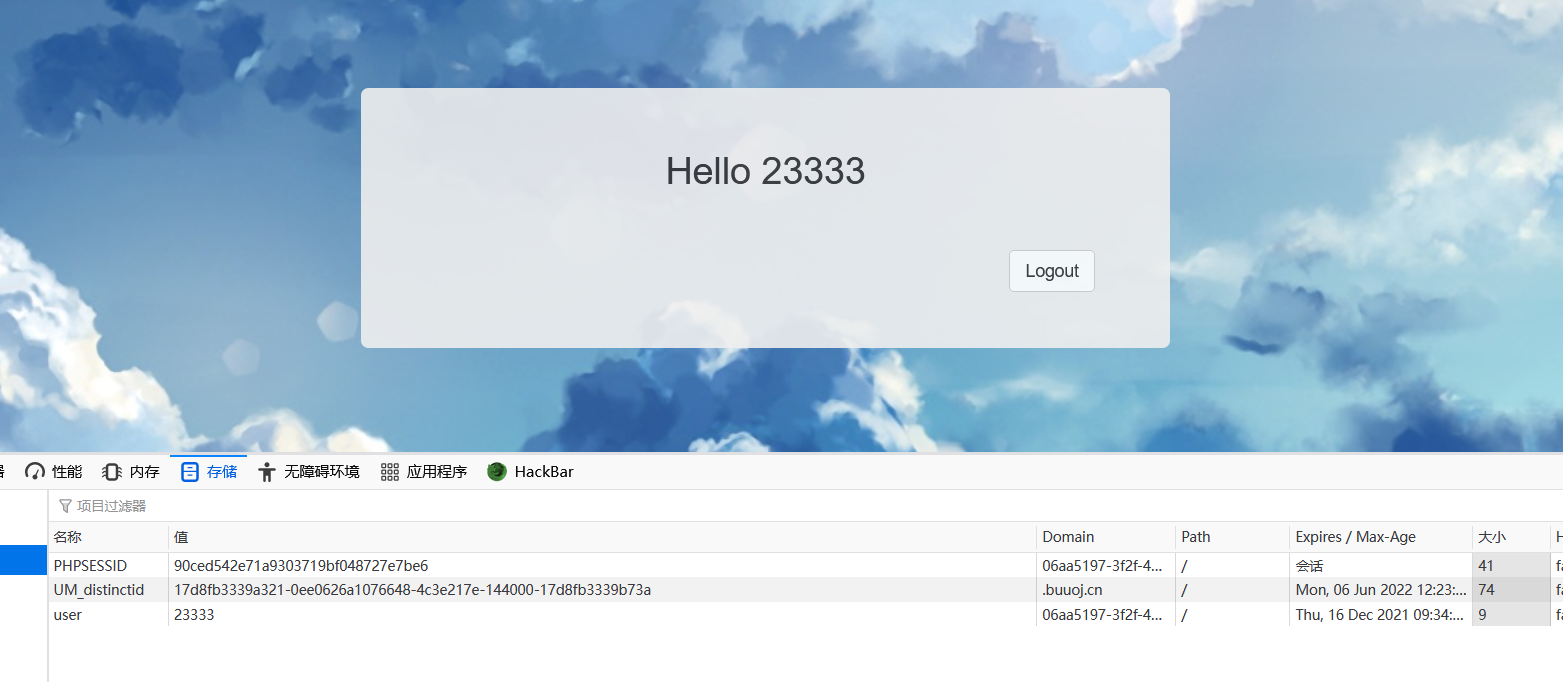 Hello 23333
Logout
器 性能 内存 存储 无障碍环境 应用程序 HackBar
项目过滤器
名称 值 Domain Path Expires / Max-Age 大小 H
PHPSESSID 90ced542e71a9303719bf048727e7be6 06aa5197-3f2f-4... / 会话 41 fa
UM_distinctid 17d8fb3339a321-0ee0626a1076648-4c3e217e-144000-17d8fb3339b73a .buuoj.cn / Mon, 06 Jun 2022 12:23:... 74 fa
user 23333 06aa5197-3f2f-4... / Thu, 16 Dec 2021 09:34:... 9 fa